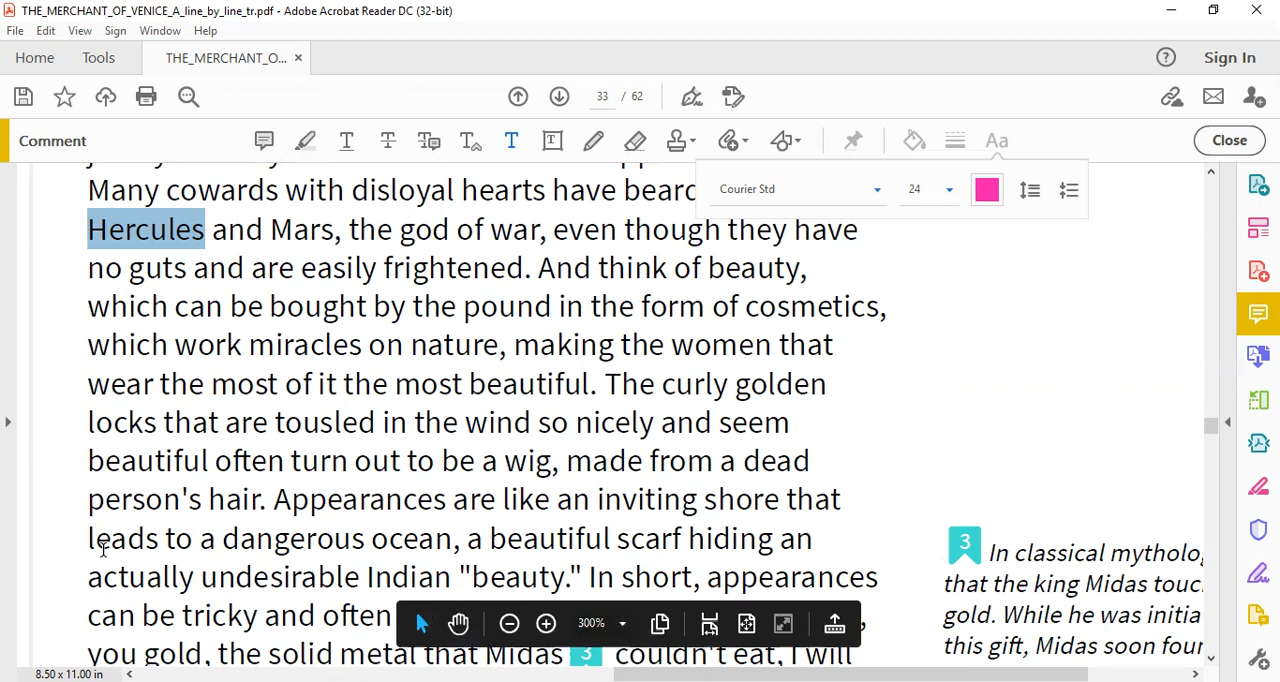 THE_MERCHANT_OF_VENICE_A_line_by_line_tr.pdf - Adobe Acrobat Reader DC (32-bit)
File Edit View Sign Window Help
Home Tools THE_MERCHANT_O... × Sign In
33 / 62
Comment Close
Many cowards with disloyal hearts have beard
Courier Std 24
Hercules and Mars, the god of war, even though they have
no guts and are easily frightened. And think of beauty,
which can be bought by the pound in the form of cosmetics,
which work miracles on nature, making the women that
wear the most of it the most beautiful. The curly golden
locks that are tousled in the wind so nicely and seem
beautiful often turn out to be a wig, made from a dead
person's hair. Appearances are like an inviting shore that
leads to a dangerous ocean, a beautiful scarf hiding an
actually undesirable Indian "beauty." In short, appearances
can be tricky and often
you gold, the solid metal that Midas 3 couldn't eat, I will
3 In classical mytholo
that the king Midas touc
gold. While he was initia
this gift, Midas soon four
300%
8.50 x 11.00 in